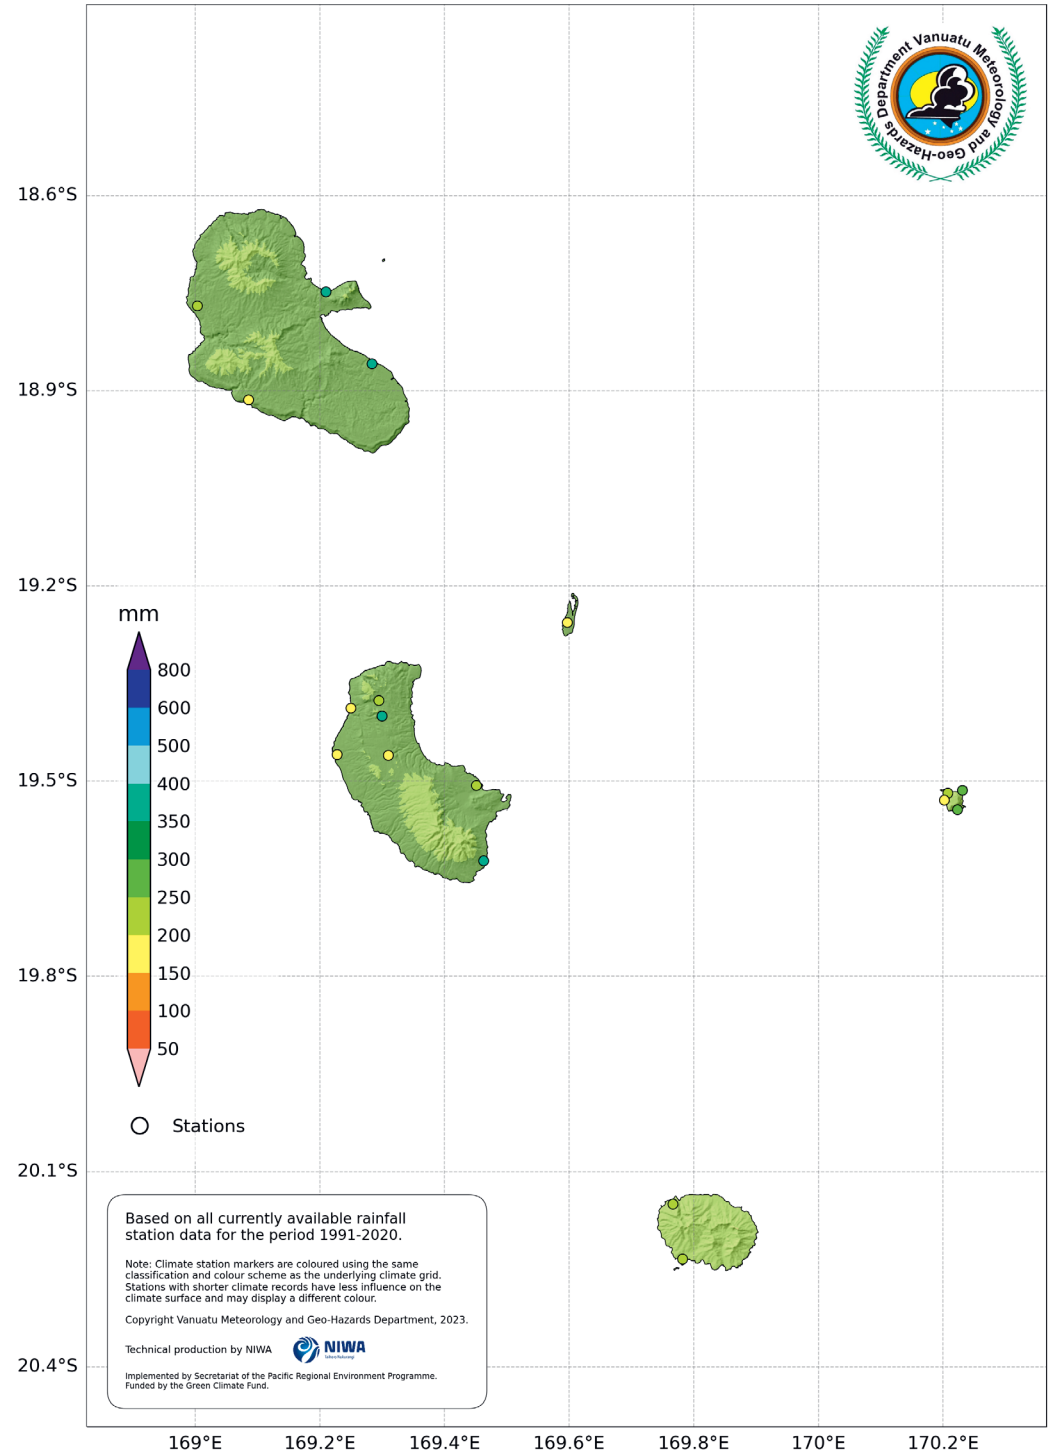 Vanuatu Meteorology and Geo-Hazards Department
18.6°S
18.9°S
19.2°S
mm
800
600
500
400
19.5°S
350
300
250
200
19.8°S
150
100
50
Stations
20.1°S
Based on all currently available rainfall
station data for the period 1991-2020.
Note: Climate station markers are coloured using the same
classification and colour scheme as the underlying climate grid.
Stations with shorter climate records have less influence on the
climate surface and may display a different colour.
Copyright Vanuatu Meteorology and Geo-Hazards Department, 2023.
Technical production by NIWA
NIWA
Taihoro Nukurangi
20.4°S
Implemented by Secretariat of the Pacific Regional Environment Programme.
Funded by the Green Climate Fund.
169°E 169.2°E 169.4°E 169.6°E 169.8°E 170°E 170.2°E